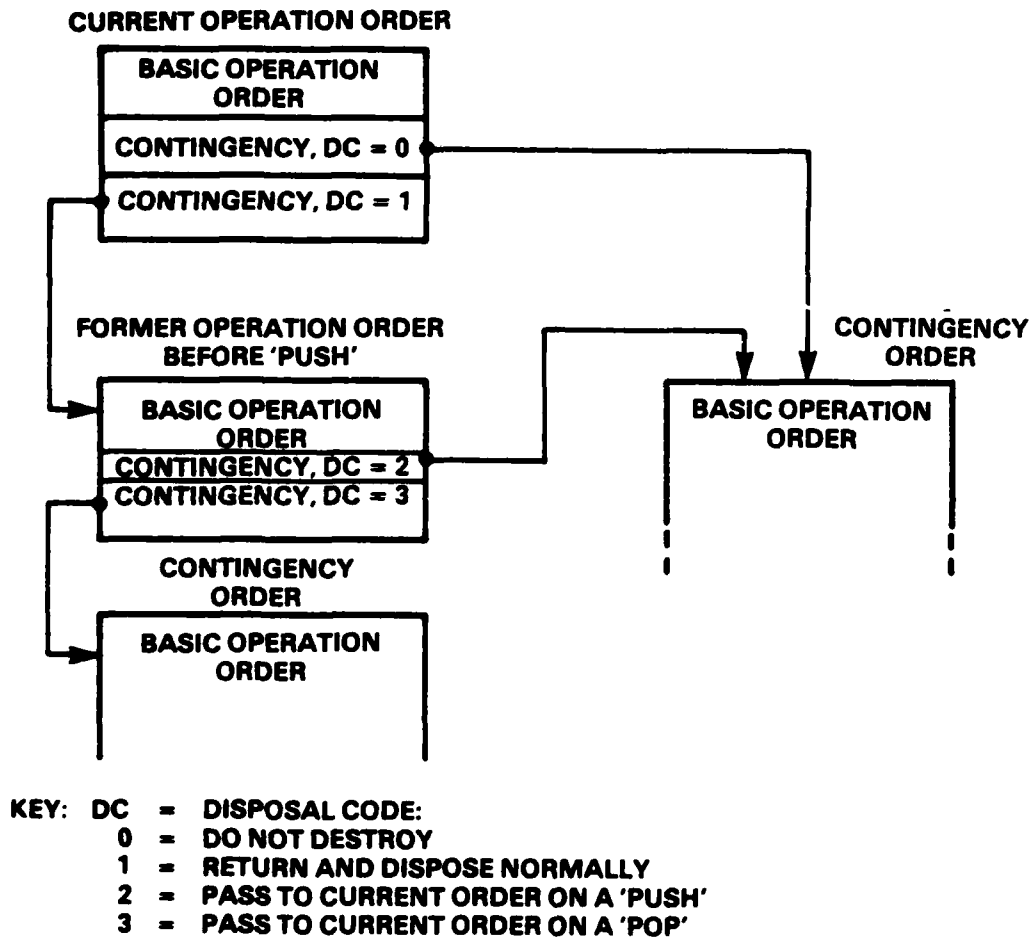 CURRENT OPERATION ORDER
BASIC OPERATION
ORDER
CONTINGENCY, DC = 0
CONTINGENCY, DC = 1
FORMER OPERATION ORDER
BEFORE 'PUSH'
BASIC OPERATION
ORDER
CONTINGENCY, DC = 2
CONTINGENCY, DC = 3
CONTINGENCY
ORDER
BASIC OPERATION
ORDER
CONTINGENCY
ORDER
BASIC OPERATION
ORDER
KEY: DC = DISPOSAL CODE:
0 = DO NOT DESTROY
1 = RETURN AND DISPOSE NORMALLY
2 = PASS TO CURRENT ORDER ON A 'PUSH'
3 = PASS TO CURRENT ORDER ON A 'POP'